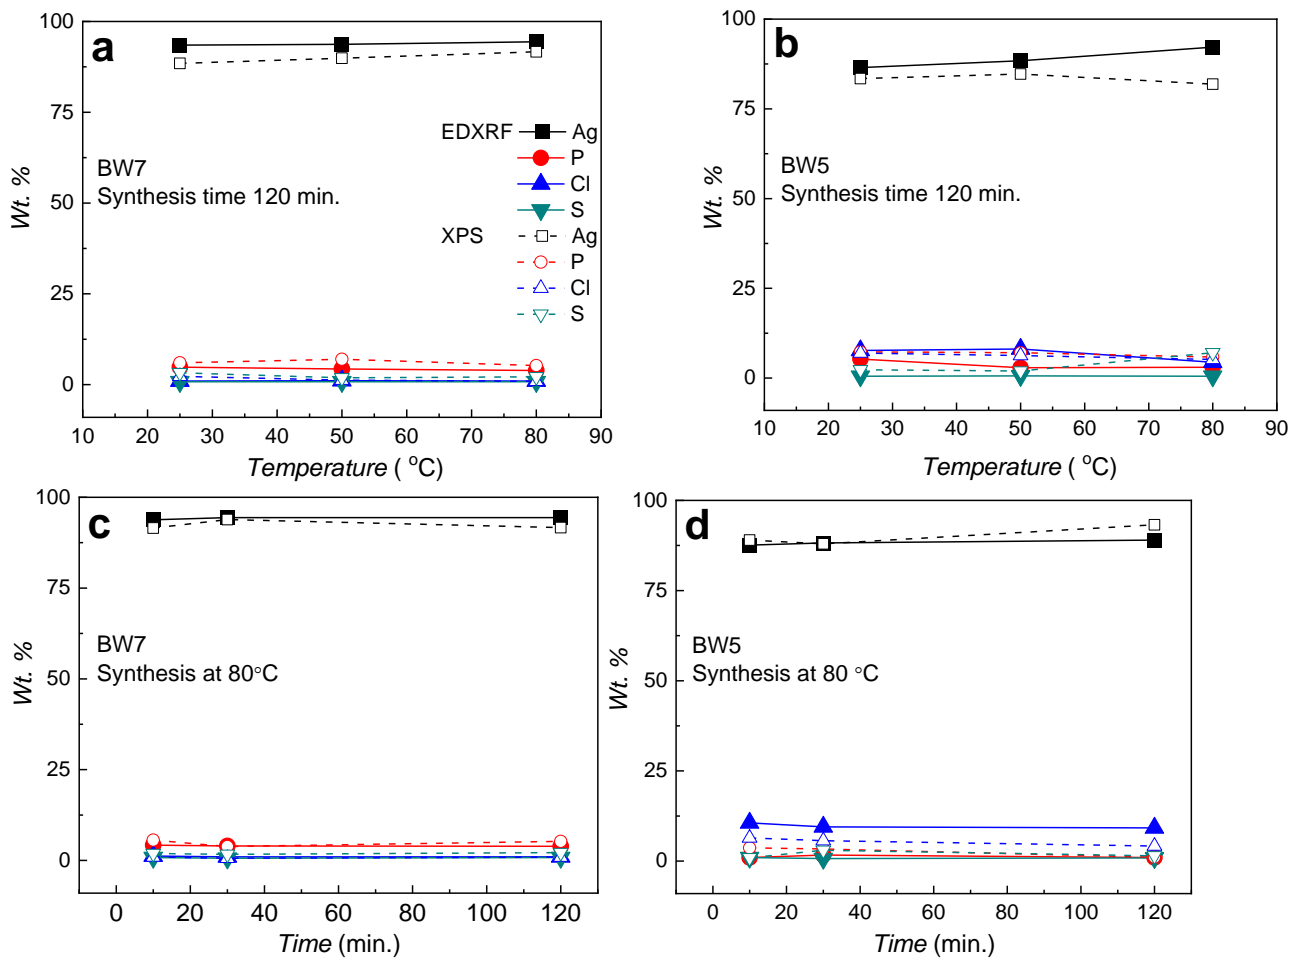 a
100
75
50
25
0
Wt. %
EDXRF Ag
P
Cl
S
XPS Ag
P
Cl
S
BW7
Synthesis time 120 min.
10 20 30 40 50 60 70 80 90
Temperature ( °C)
b
100
75
50
25
0
Wt. %
BW5
Synthesis time 120 min.
10 20 30 40 50 60 70 80 90
Temperature ( °C)
c
100
75
50
25
0
Wt. %
BW7
Synthesis at 80°C
0 20 40 60 80 100 120
Time (min.)
d
100
75
50
25
0
Wt. %
BW5
Synthesis at 80 °C
0 20 40 60 80 100 120
Time (min.)